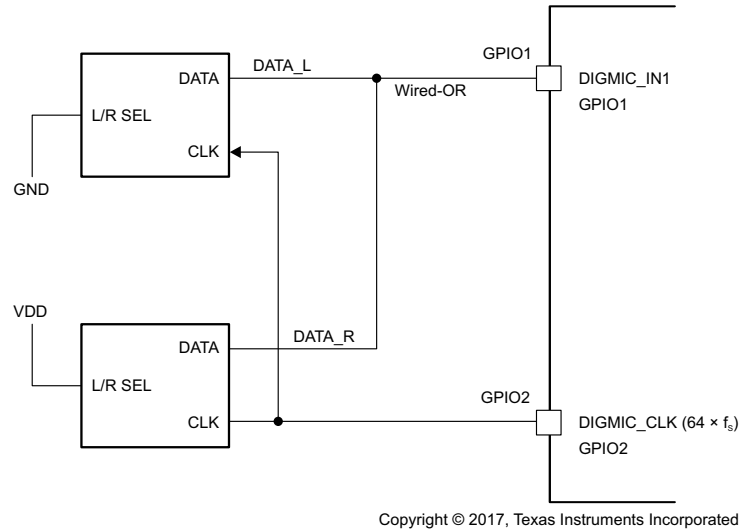 GPIO1
DATA_L
DATA
Wired-OR
DIGMIC_IN1
GPIO1
L/R SEL
CLK
GND
VDD
DATA_R
DATA
L/R SEL
GPIO2
CLK
DIGMIC_CLK (64 × fₛ)
GPIO2
Copyright © 2017, Texas Instruments Incorporated